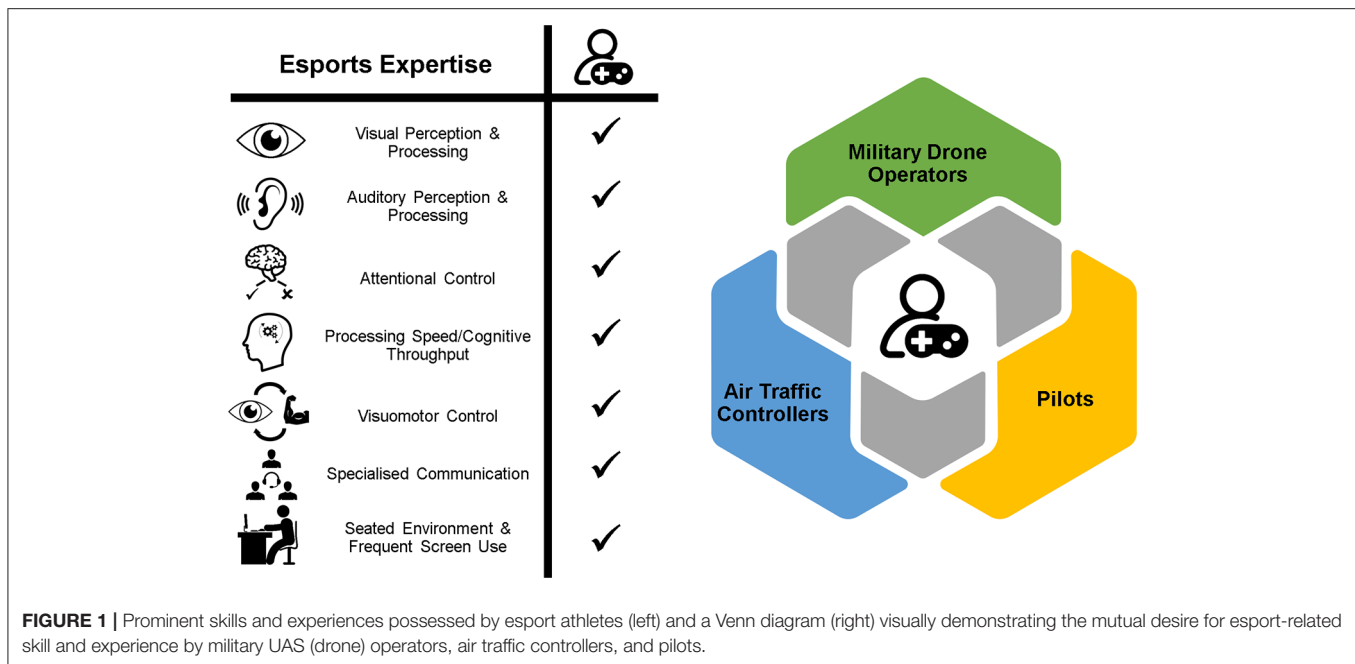 Esports Expertise
Visual Perception &
Processing
Auditory Perception &
Processing
Attentional Control
Processing Speed/Cognitive
Throughput
Visuomotor Control
Specialised Communication
Seated Environment &
Frequent Screen Use
Military Drone
Operators
Air Traffic
Controllers
Pilots
FIGURE 1 | Prominent skills and experiences possessed by esport athletes (left) and a Venn diagram (right) visually demonstrating the mutual desire for esport-related
skill and experience by military UAS (drone) operators, air traffic controllers, and pilots.